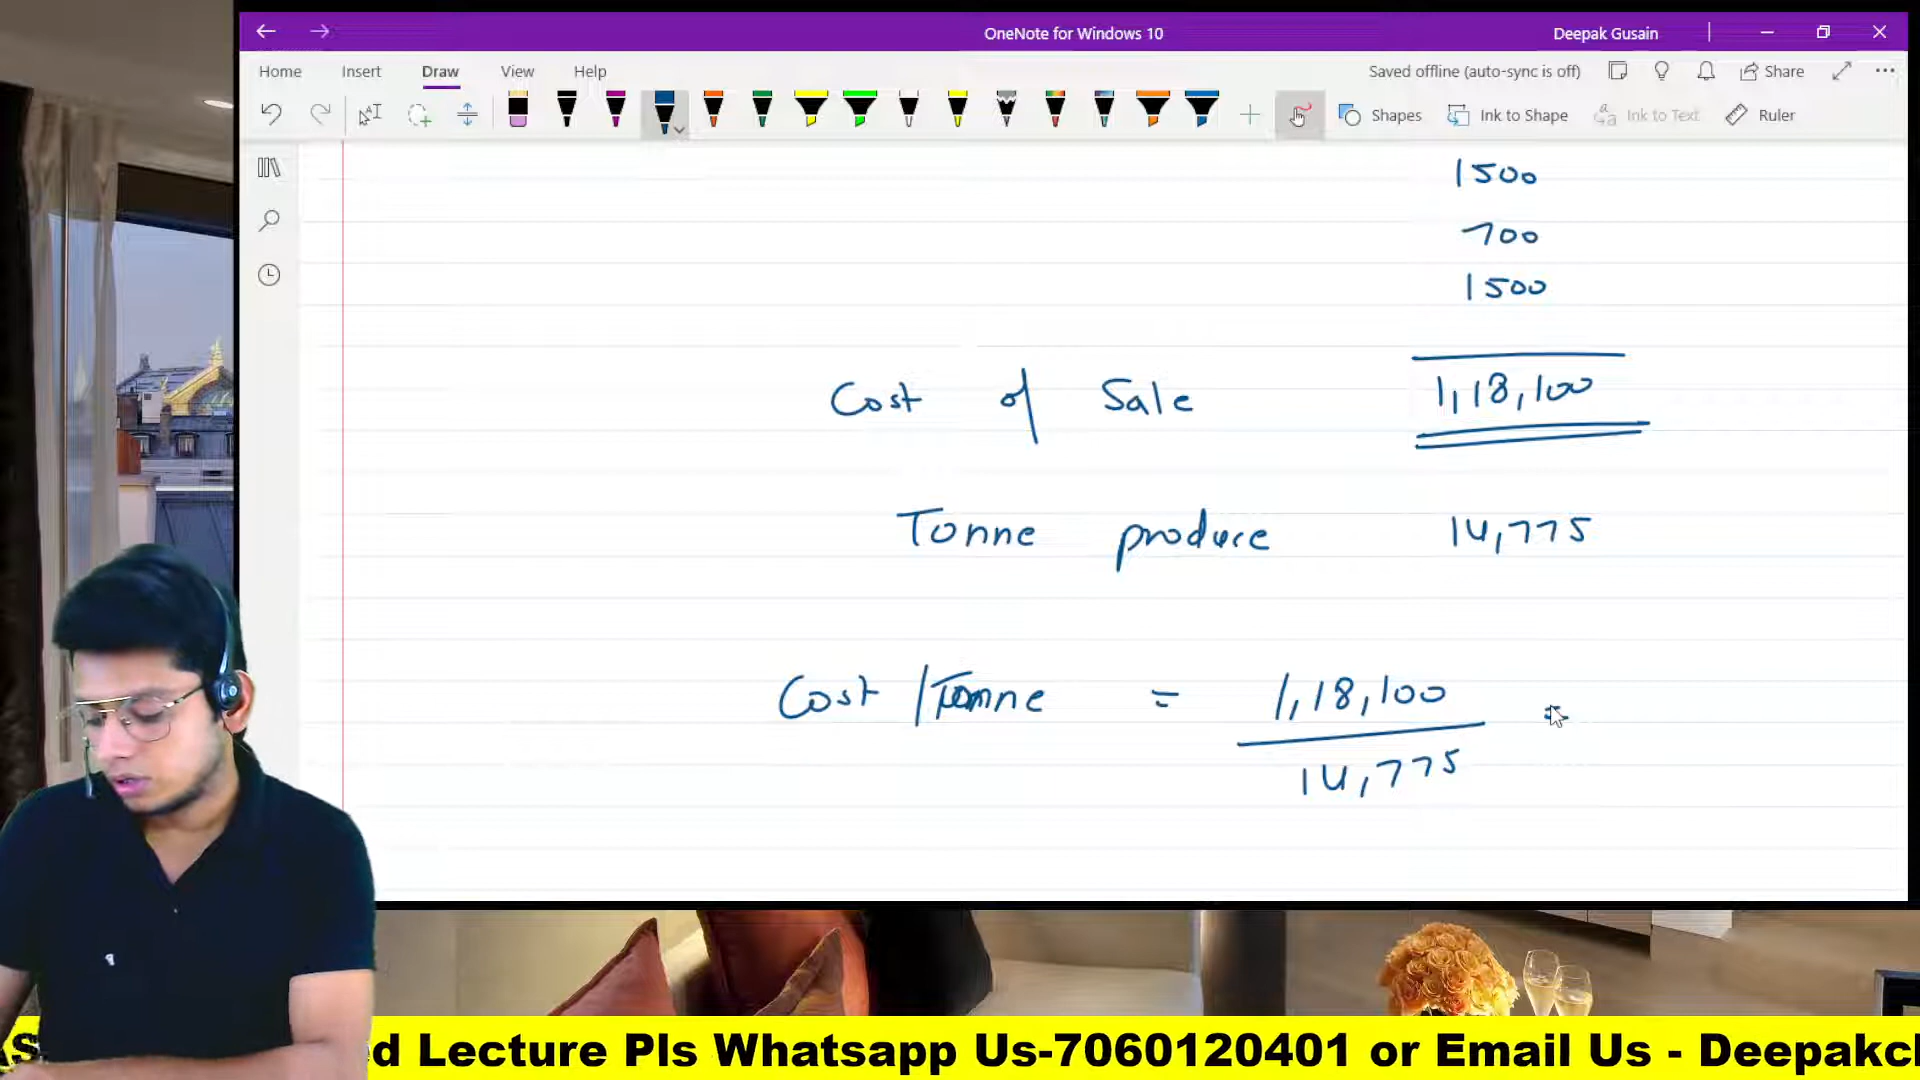 OneNote for Windows 10
Deepak Gusain
Home Insert Draw View Help
Saved offline (auto-sync is off) Share
Shapes Ink to Shape Ink to Text Ruler
1500
700
1500
Cost of Sale 1,18,100
Tonne produce 14,775
Cost / Tonne = 1,18,100 =
14,775
ed Lecture Pls Whatsapp Us-7060120401 or Email Us - Deepakcl